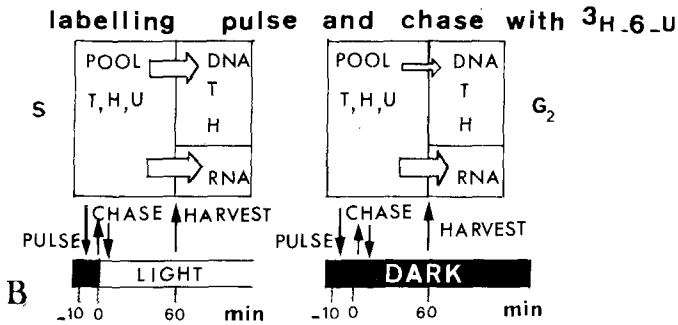 labelling pulse and chase with ³H-6-U
POOL DNA
T,H,U T
H
RNA
S
POOL DNA
T,H,U T
H
RNA
G₂
CHASE HARVEST
PULSE
CHASE
PULSE HARVEST
B LIGHT DARK
-10 0 60 min -10 0 60 min